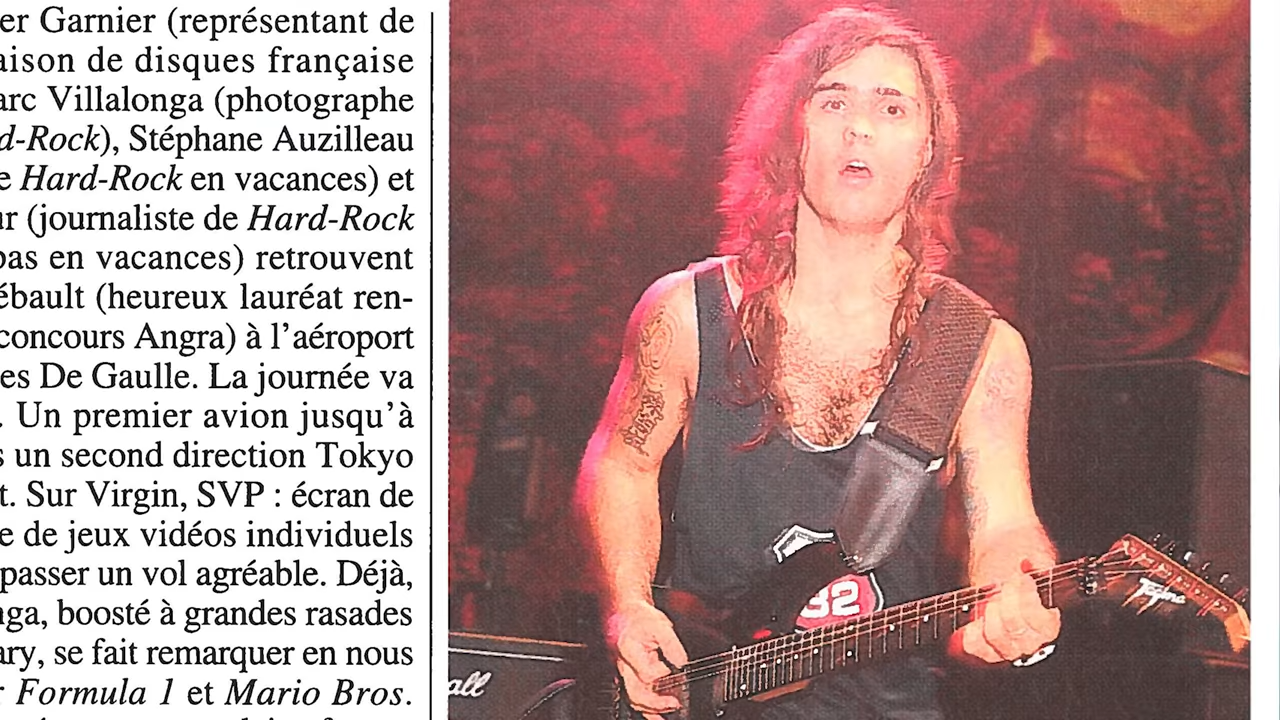 er Garnier (représentant de
aison de disques française
arc Villalonga (photographe
d-Rock), Stéphane Auzilleau
e Hard-Rock en vacances) et
ur (journaliste de Hard-Rock
pas en vacances) retrouvent
ébault (heureux lauréat ren-
concours Angra) à l'aéroport
es De Gaulle. La journée va
. Un premier avion jusqu'à
s un second direction Tokyo
t. Sur Virgin, SVP : écran de
e de jeux vidéos individuels
passer un vol agréable. Déjà,
nga, boosté à grandes rasades
ary, se fait remarquer en nous
: Formula 1 et Mario Bros.
32
all